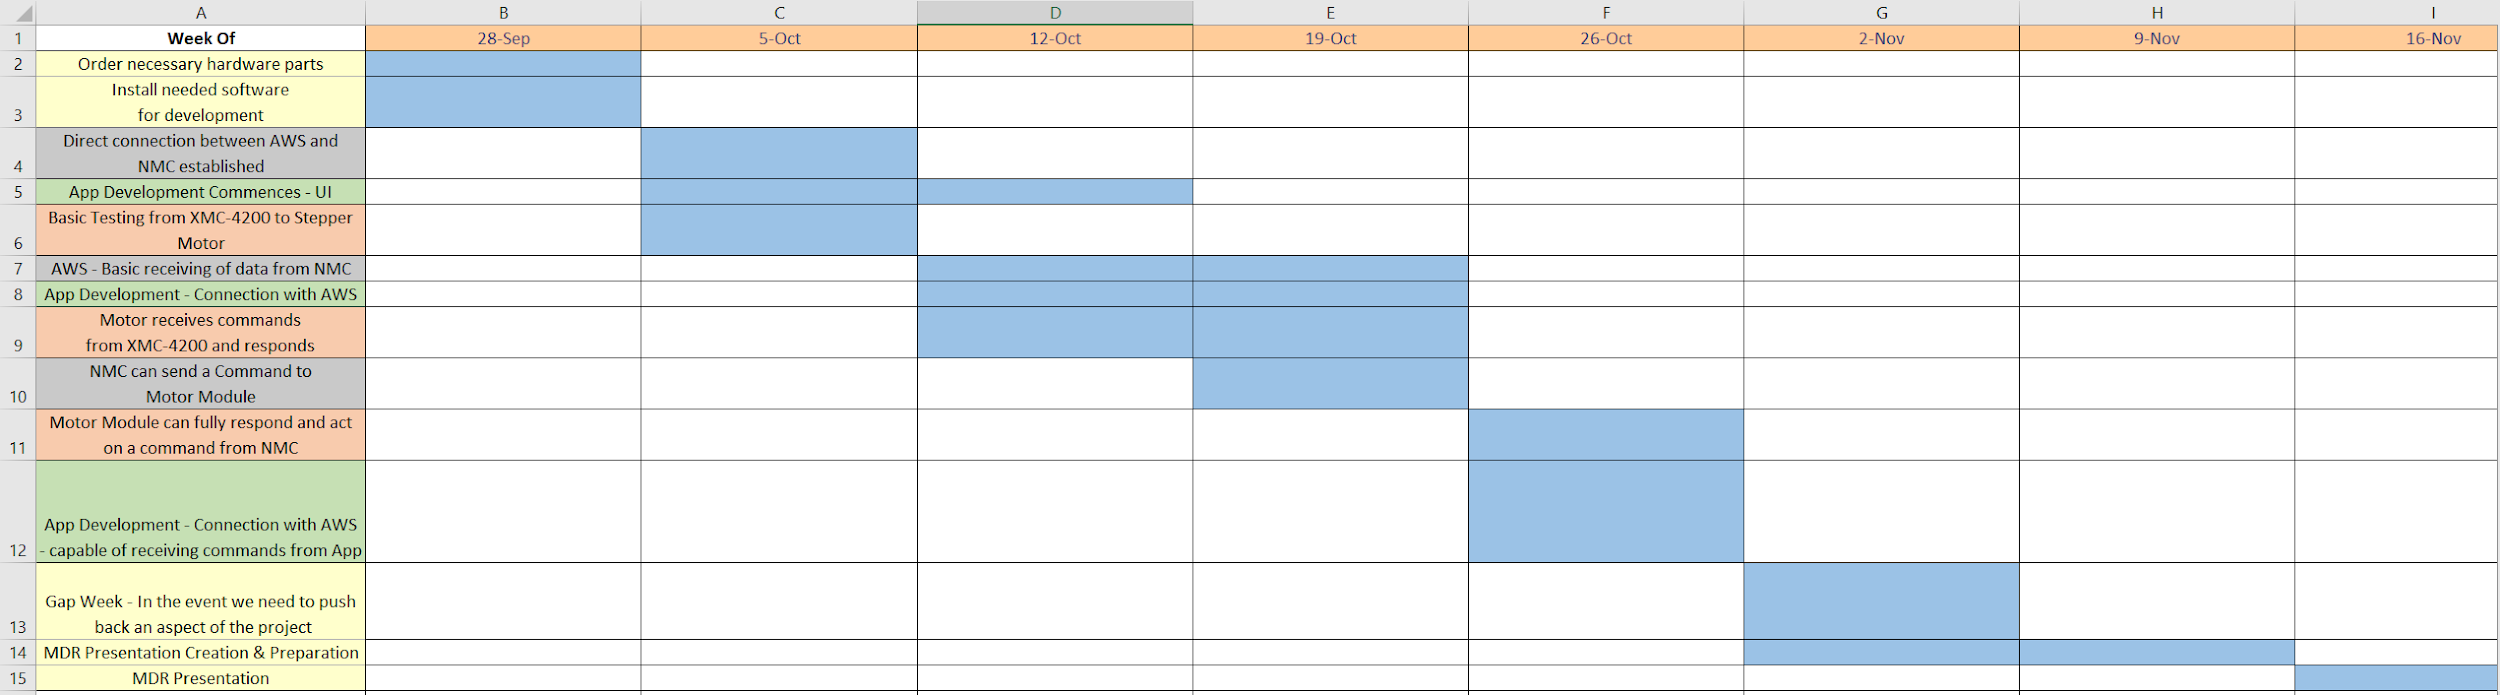 A B C D E F G H I
1 Week Of 28-Sep 5-Oct 12-Oct 19-Oct 26-Oct 2-Nov 9-Nov 16-Nov
2 Order necessary hardware parts
Install needed software
3 for development
Direct connection between AWS and
4 NMC established
5 App Development Commences - UI
Basic Testing from XMC-4200 to Stepper
6 Motor
7 AWS - Basic receiving of data from NMC
8 App Development - Connection with AWS
Motor receives commands
9 from XMC-4200 and responds
NMC can send a Command to
10 Motor Module
Motor Module can fully respond and act
11 on a command from NMC
App Development - Connection with AWS
12 - capable of receiving commands from App
Gap Week - In the event we need to push
13 back an aspect of the project
14 MDR Presentation Creation & Preparation
15 MDR Presentation